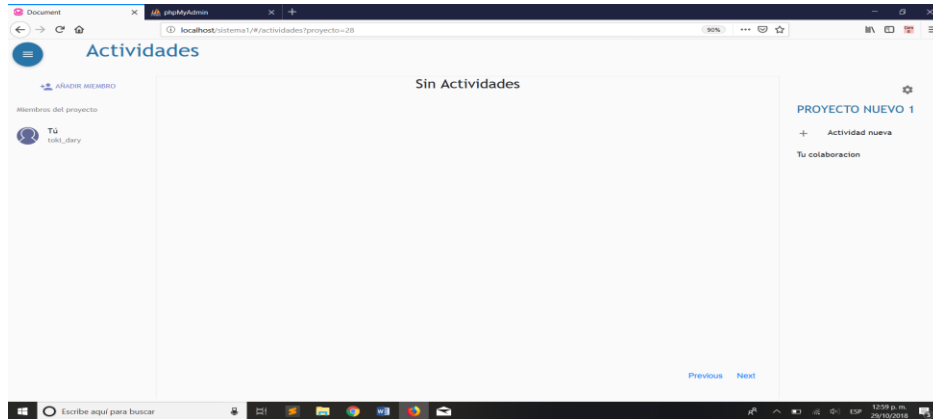 Document
phpMyAdmin
localhost/sistema1/#/actividades?proyecto=28
90%
Actividades
AÑADIR MIEMBRO
Miembros del proyecto
Tú
toki_dary
Sin Actividades
PROYECTO NUEVO 1
+ Actividad nueva
Tu colaboracion
Previous Next
Escribe aquí para buscar
ESP
12:59 p. m.
29/10/2018